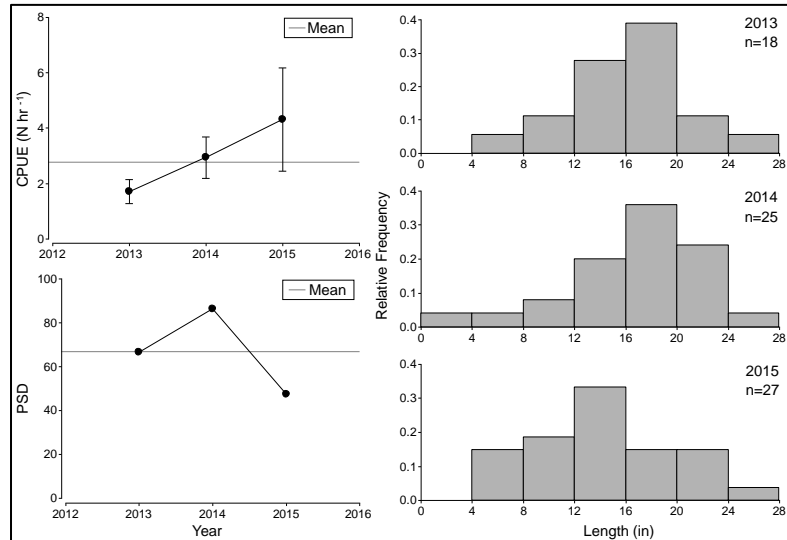 Mean
CPUE (N hr -1)
8
6
4
2
0
2012 2013 2014 2015 2016
Mean
PSD
100
80
60
40
20
0
2012 2013 2014 2015 2016
Year
Relative Frequency
2013
n=18
0.4
0.3
0.2
0.1
0.0
0 4 8 12 16 20 24 28
2014
n=25
0.4
0.3
0.2
0.1
0.0
0 4 8 12 16 20 24 28
2015
n=27
0.4
0.3
0.2
0.1
0.0
0 4 8 12 16 20 24 28
Length (in)